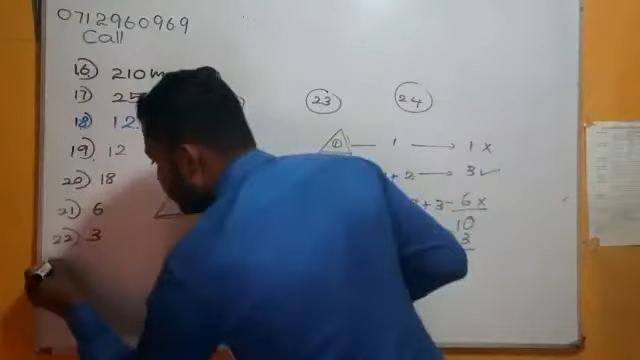 0712960969
Call
16) 210m
17) 25
18) 12.
19) 12
20) 18
21) 6
22) 3
23 24
1 → 1 x
+ 2 → 3 ✓
+ 3 - 6 x
10
3